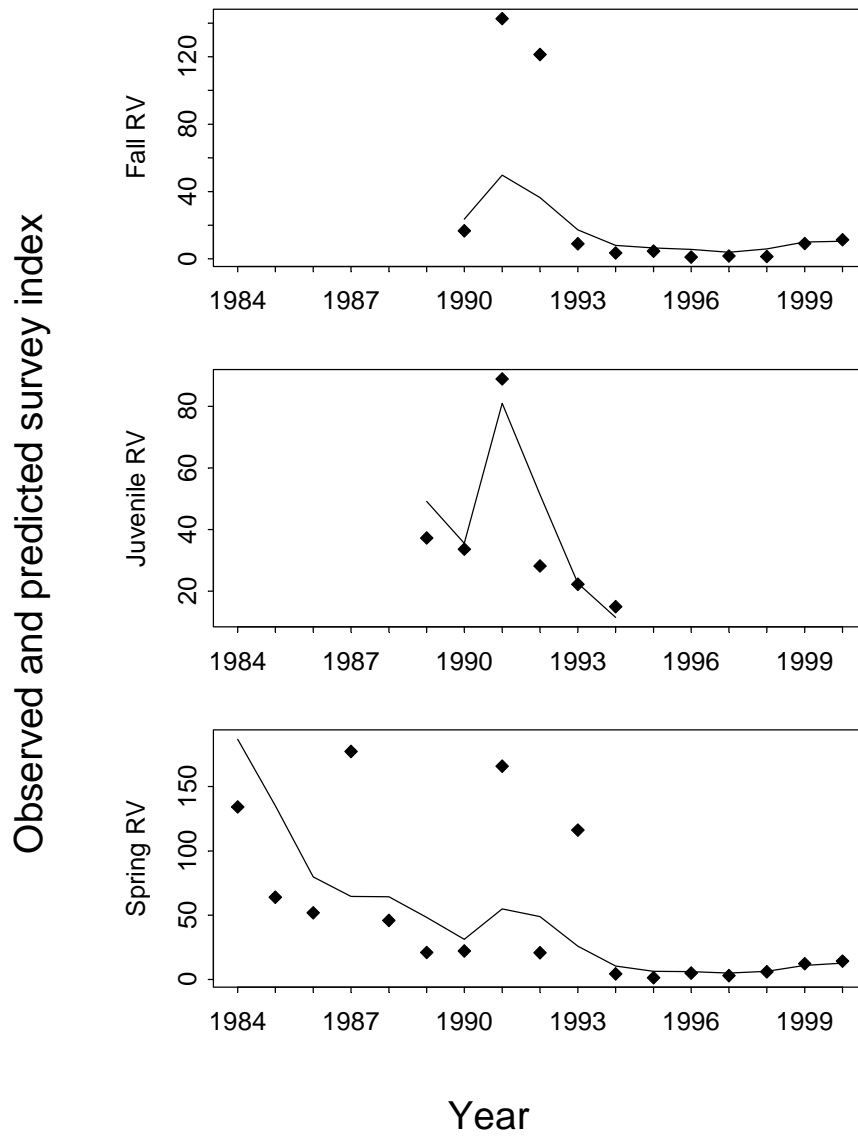 Observed and predicted survey index
Fall RV
0 40 80 120
1984 1987 1990 1993 1996 1999
Juvenile RV
20 40 60 80
1984 1987 1990 1993 1996 1999
Spring RV
0 50 100 150
1984 1987 1990 1993 1996 1999
Year